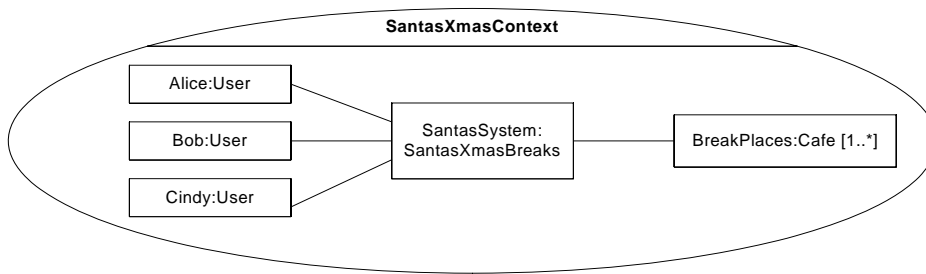 SantasXmasContext
Alice:User
Bob:User
Cindy:User
SantasSystem:
SantasXmasBreaks
BreakPlaces:Cafe [1..*]